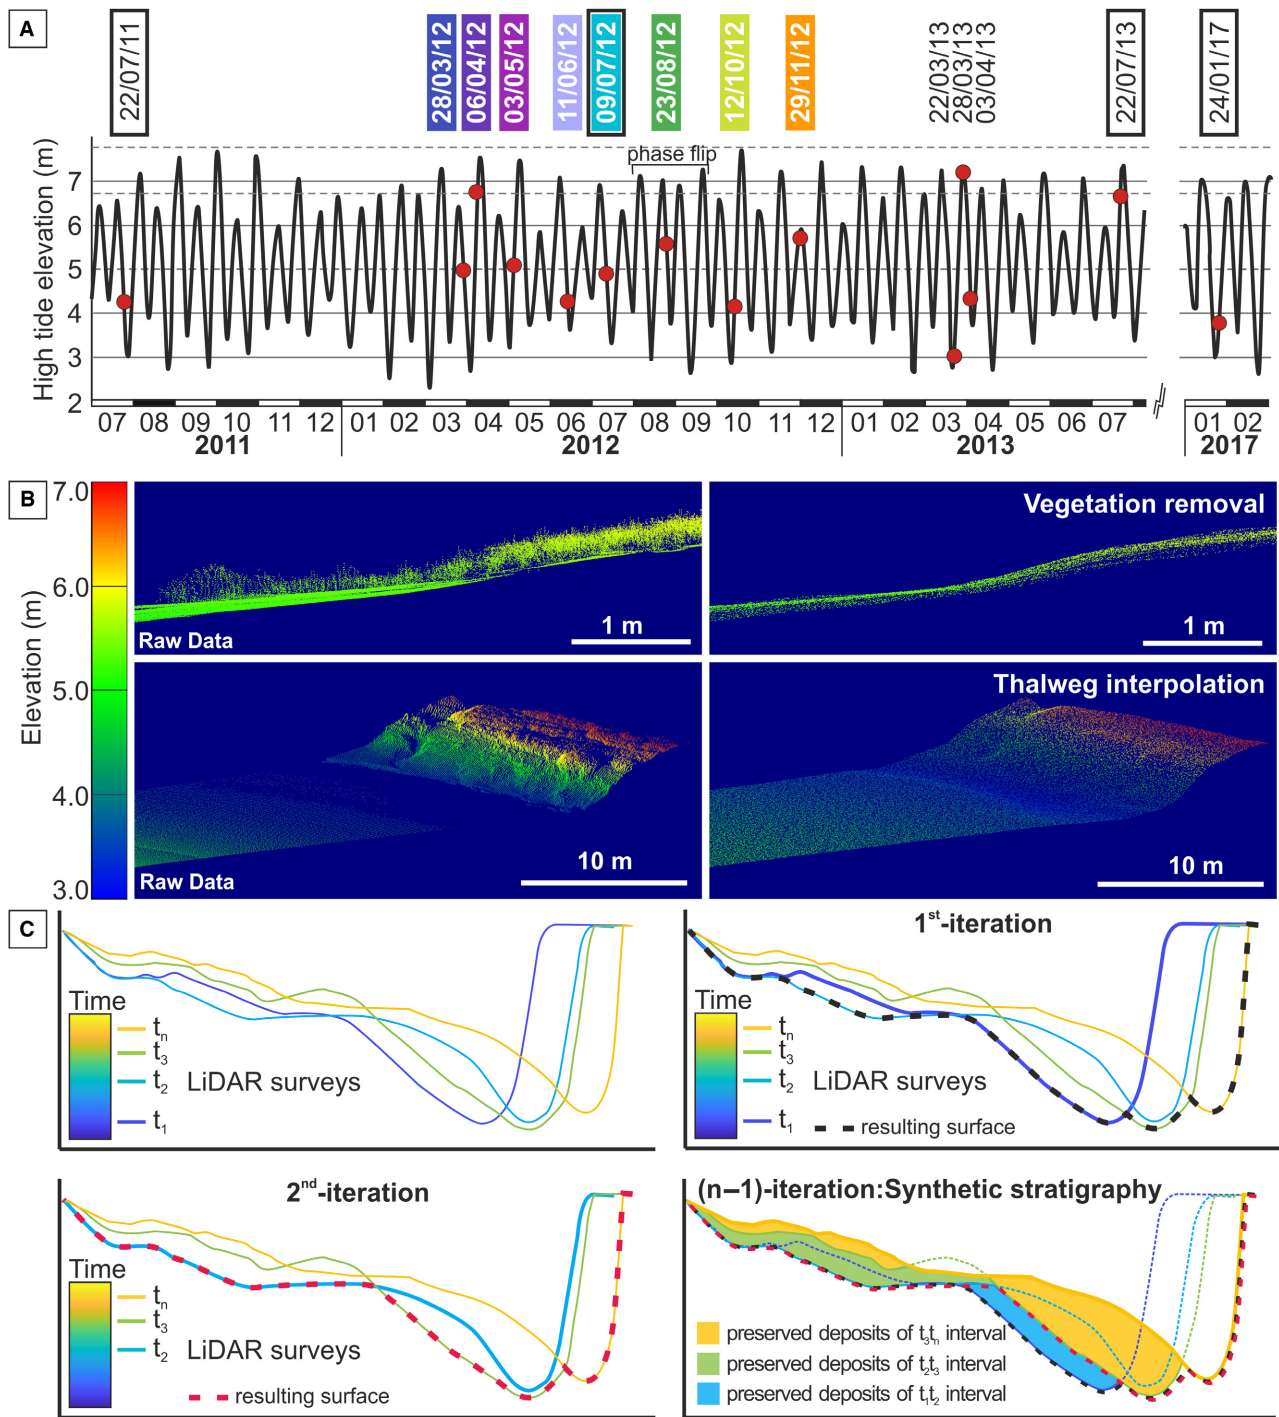 A
22/07/11
28/03/12
06/04/12
03/05/12
11/06/12
09/07/12
23/08/12
12/10/12
29/11/12
22/03/13
28/03/13
03/04/13
22/07/13
24/01/17
phase flip
High tide elevation (m)
7
6
5
4
3
2
07 08 09 10 11 12 01 02 03 04 05 06 07 08 09 10 11 12 01 02 03 04 05 06 07 01 02
2011 2012 2013 2017
B
Elevation (m)
7.0
6.0
5.0
4.0
3.0
Raw Data
1 m
Vegetation removal
1 m
Raw Data
10 m
Thalweg interpolation
10 m
C
Time
tn
t3
t2
t1
LiDAR surveys
1st-iteration
Time
tn
t3
t2
t1
LiDAR surveys
resulting surface
2nd-iteration
Time
tn
t3
t2
LiDAR surveys
resulting surface
(n–1)-iteration:Synthetic stratigraphy
preserved deposits of t3tn interval
preserved deposits of t2t3 interval
preserved deposits of t1t2 interval